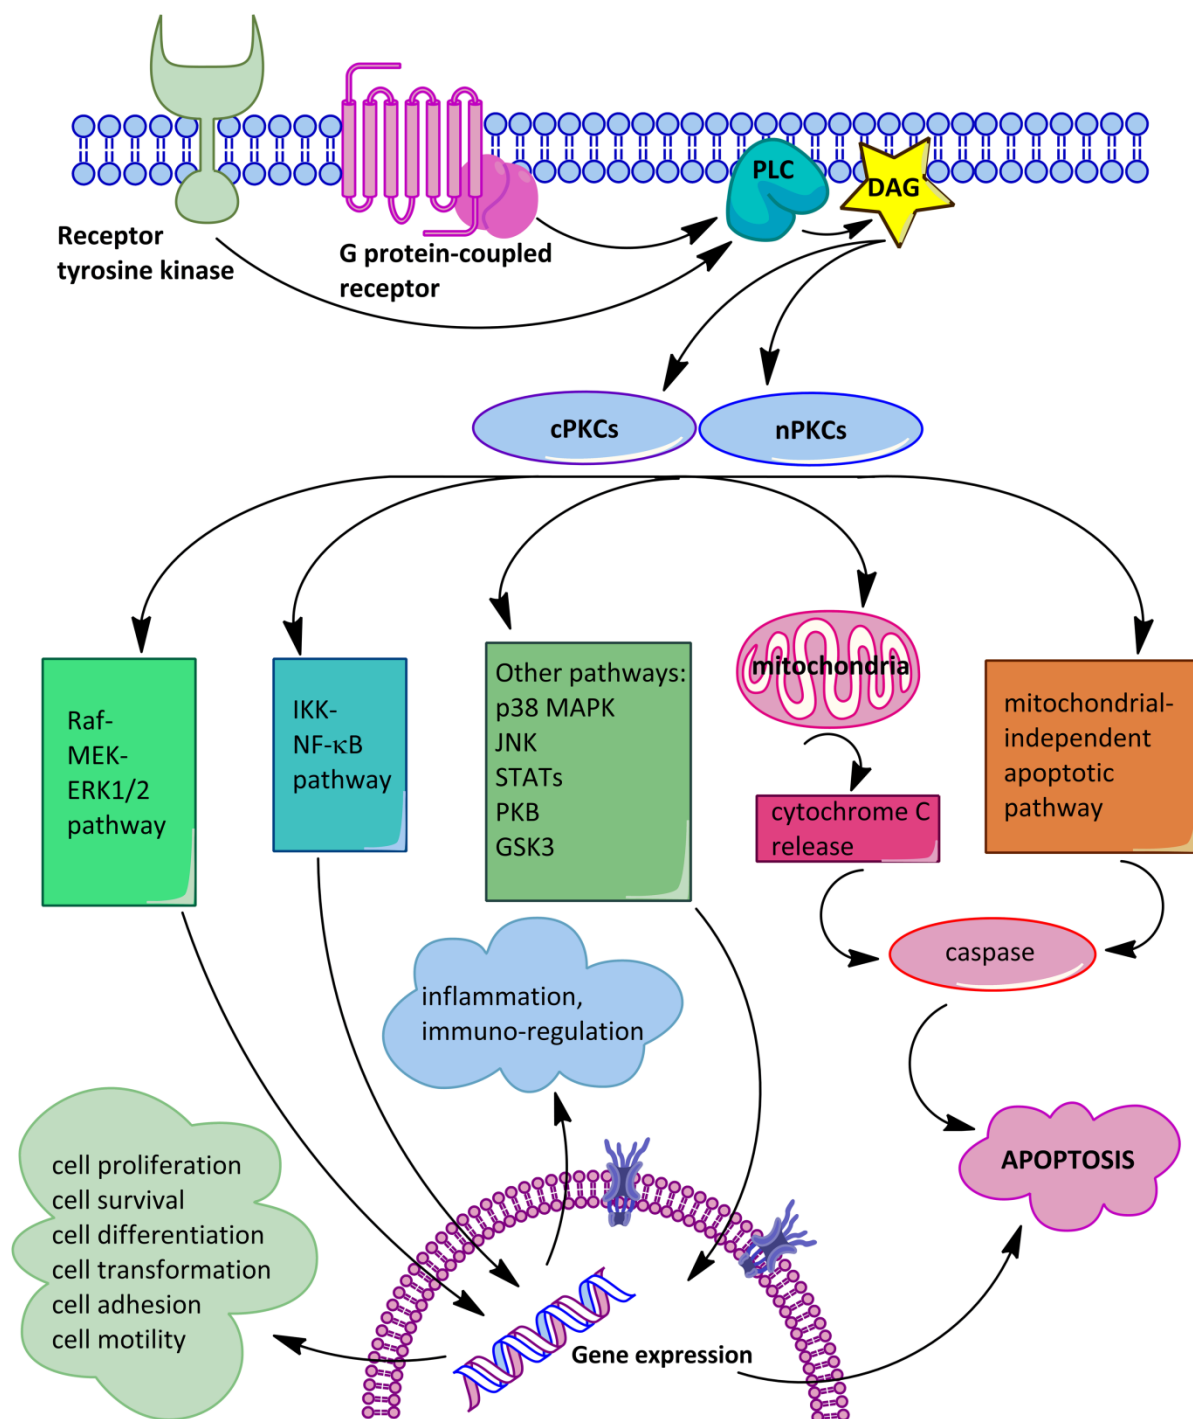 PLC
DAG
Receptor
tyrosine kinase
G protein-coupled
receptor
cPKCs
nPKCs
Raf-
MEK-
ERK1/2
pathway
IKK-
NF-κB
pathway
Other pathways:
p38 MAPK
JNK
STATs
PKB
GSK3
mitochondria
cytochrome C
release
mitochondrial-
independent
apoptotic
pathway
caspase
inflammation,
immuno-regulation
APOPTOSIS
cell proliferation
cell survival
cell differentiation
cell transformation
cell adhesion
cell motility
Gene expression